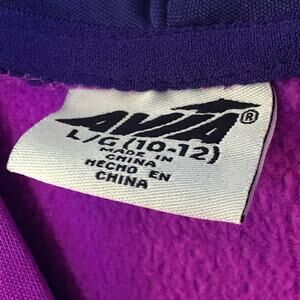 AVIA®
L/G (10-12)
MADE IN
CHINA
HECHO EN
CHINA